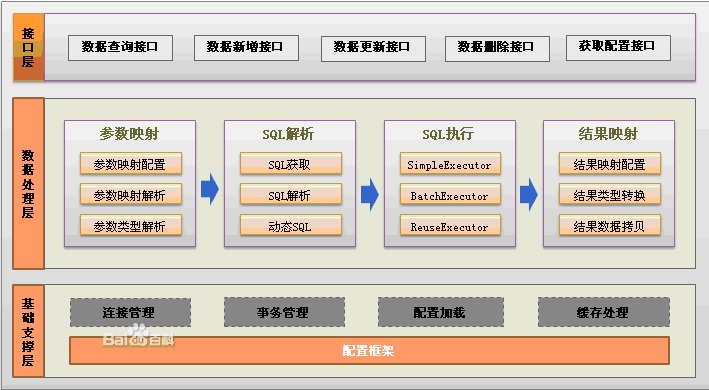 接口层
数据查询接口
数据新增接口
数据更新接口
数据删除接口
获取配置接口
数据处理层
参数映射
参数映射配置
参数映射解析
参数类型解析
SQL解析
SQL获取
SQL解析
动态SQL
SQL执行
SimpleExecutor
BatchExecutor
ReuseExecutor
结果映射
结果映射配置
结果类型转换
结果数据拷贝
基础支撑层
连接管理
事务管理
配置加载
缓存处理
Bai百科
配置框架